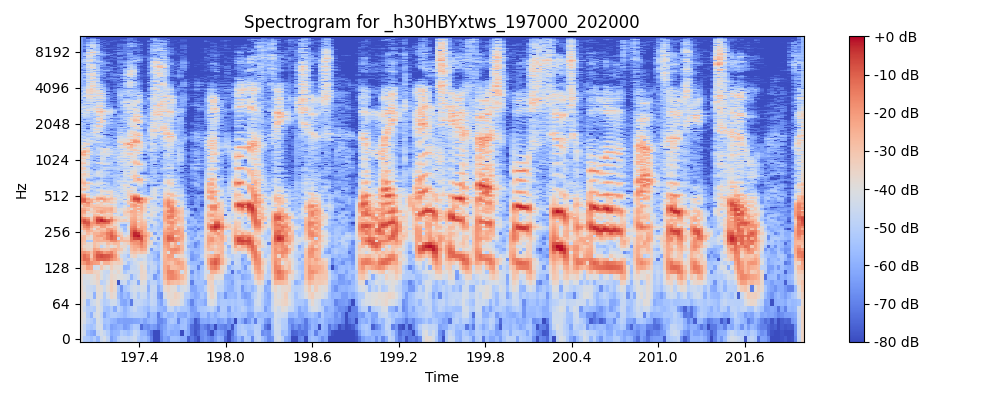 Spectrogram for _h30HBYxtws_197000_202000
8192
4096
2048
1024
512
256
128
64
0
Hz
197.4 198.0 198.6 199.2 199.8 200.4 201.0 201.6
Time
+0 dB
-10 dB
-20 dB
-30 dB
-40 dB
-50 dB
-60 dB
-70 dB
-80 dB